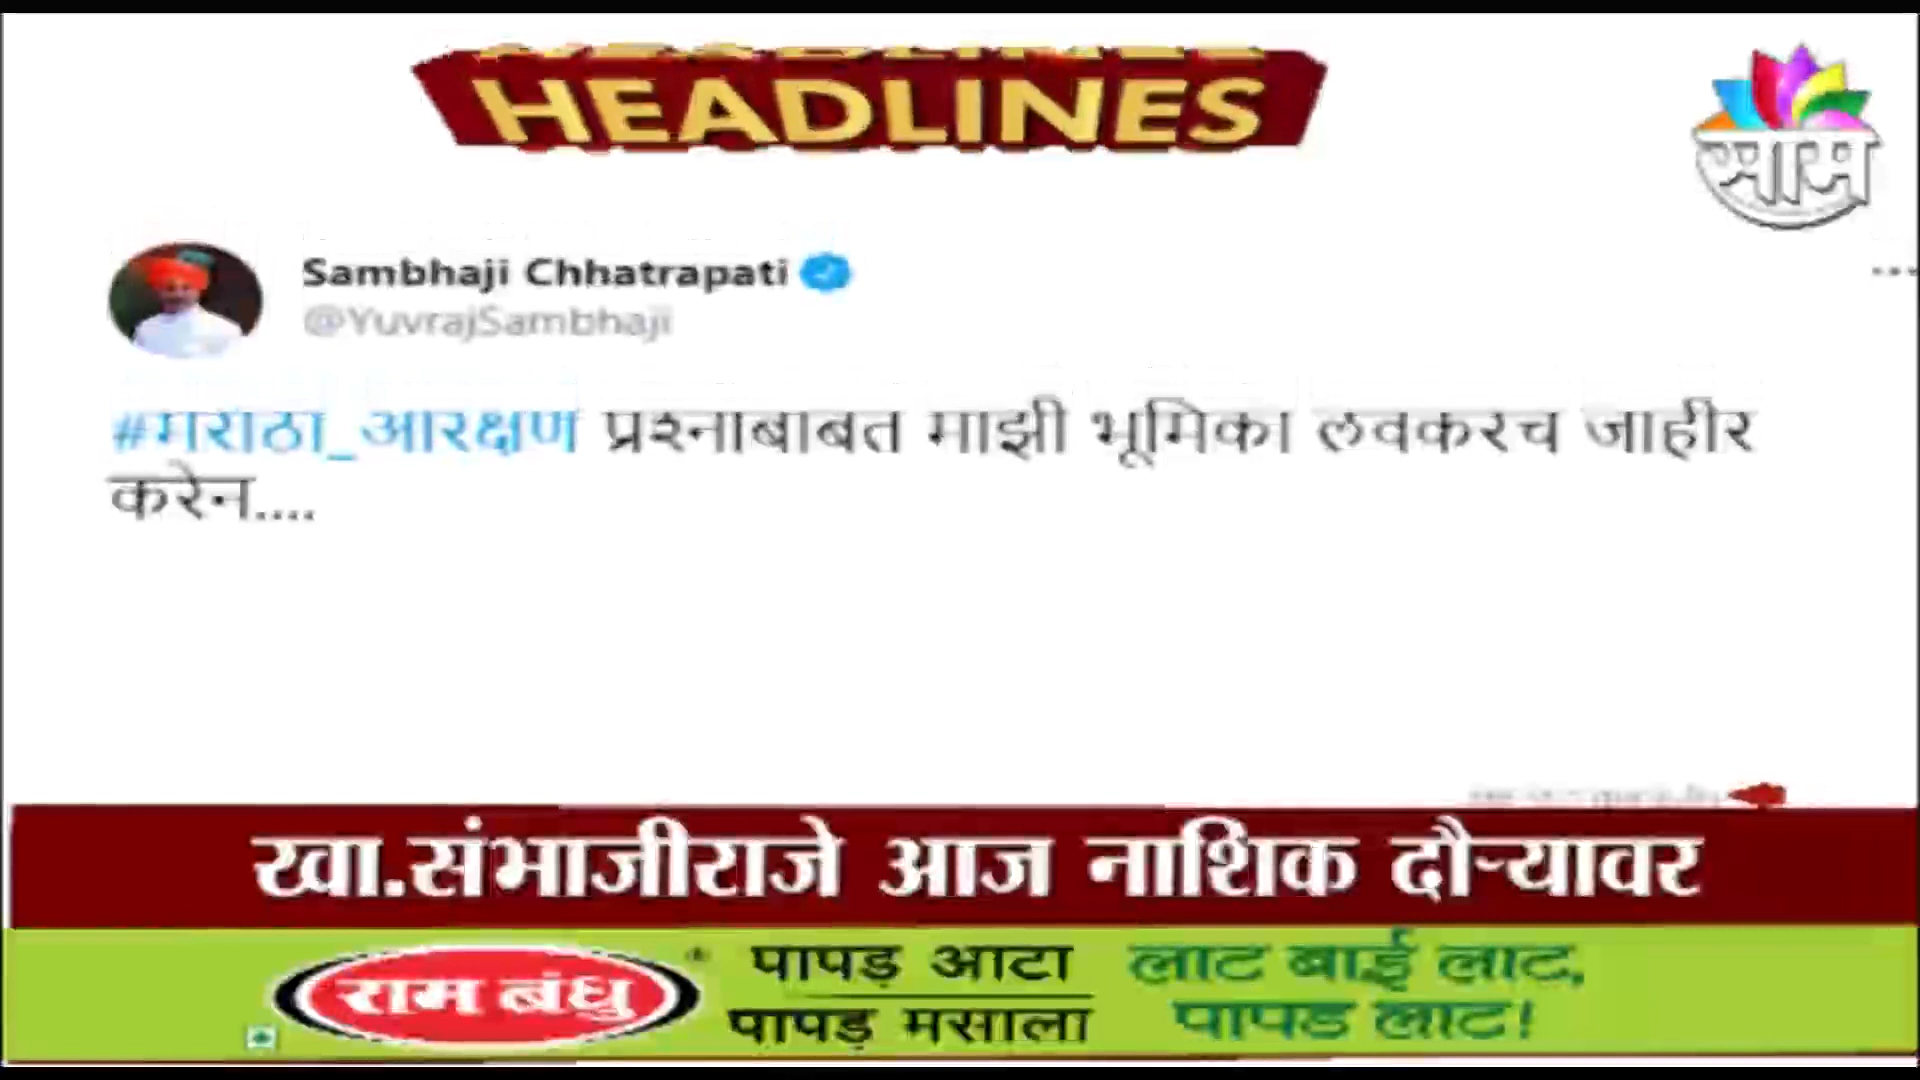 HEADLINES
साम
Sambhaji Chhatrapati
@YuvrajSambhaji
#मराठा_आरक्षण प्रश्नाबाबत माझी भूमिका लवकरच जाहीर
करेन....
खा.संभाजीराजे आज नाशिक दौऱ्यावर
राम बंधु
पापड़ आटा
पापड़ मसाला
लाट बाई लाट,
पापड लाट!